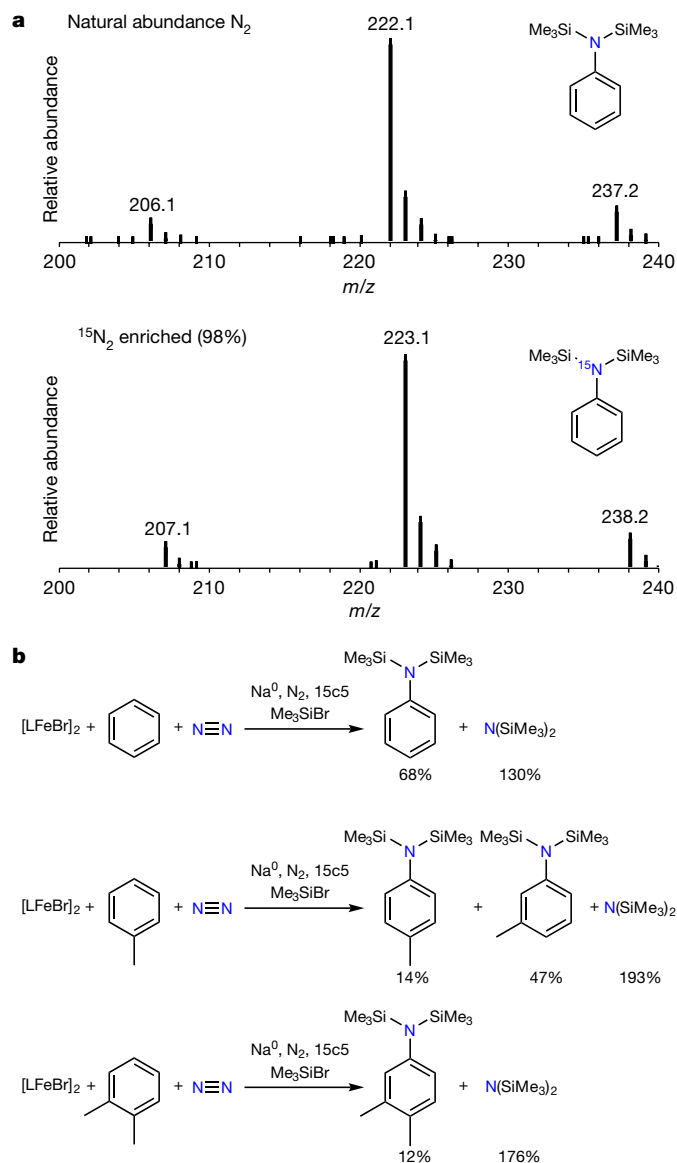 a
Natural abundance N2
Relative abundance
206.1
222.1
237.2
Me3Si N SiMe3
200 210 220 230 240
m/z
15N2 enriched (98%)
Relative abundance
207.1
223.1
238.2
Me3Si 15N SiMe3
200 210 220 230 240
m/z
b
Me3Si N SiMe3
[LFeBr]2 + + N≡N
Na0, N2, 15c5
Me3SiBr
+ N(SiMe3)2
68% 130%
Me3Si N SiMe3 Me3Si N SiMe3
[LFeBr]2 + + N≡N
Na0, N2, 15c5
Me3SiBr
+ + N(SiMe3)2
14% 47% 193%
Me3Si N SiMe3
[LFeBr]2 + + N≡N
Na0, N2, 15c5
Me3SiBr
+ N(SiMe3)2
12% 176%